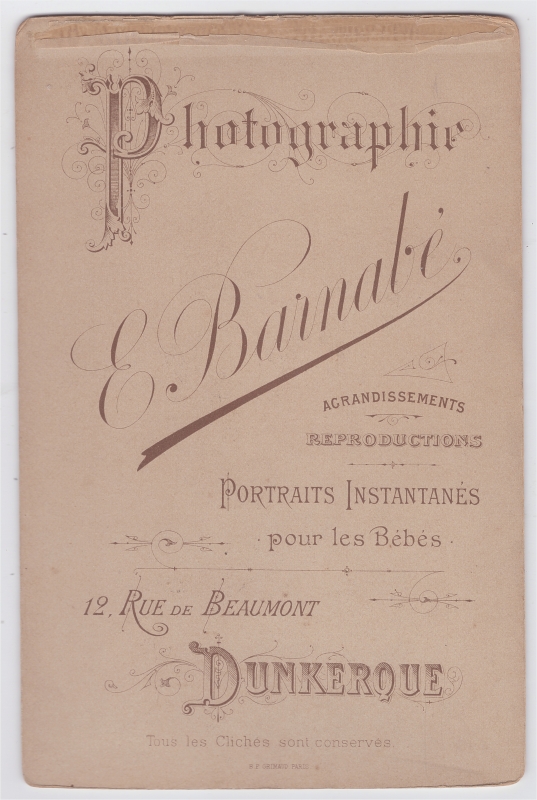 Photographie
E Barnabé
AGRANDISSEMENTS
REPRODUCTIONS
PORTRAITS INSTANTANÉS
pour les Bébés
12, RUE DE BEAUMONT
DUNKERQUE
Tous les Clichés sont conservés.
PARIS